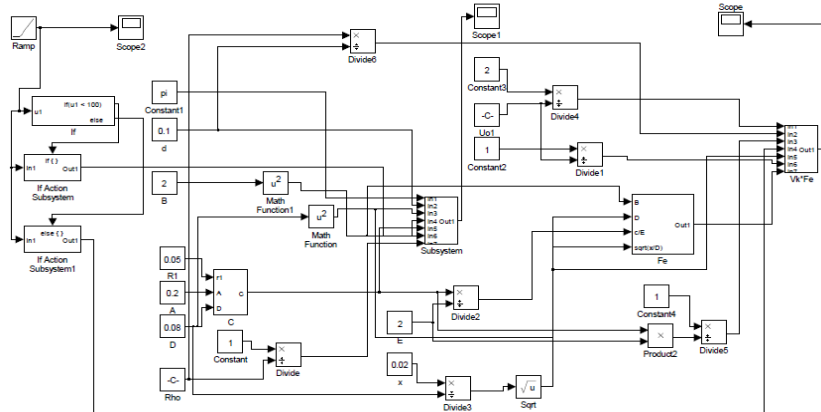 Ramp
Scope2
Scope1
Scope
Divide6
u1
if(u1 < 100)
else
If
pi
Constant1
0.1
d
2
B
In1
if { }
Out1
If Action
Subsystem
In1
else { }
Out1
If Action
Subsystem1
u²
Math
Function1
u²
Math
Function
In1
In2
In3
In4
In5
In6
Out1
Subsystem
2
Constant3
-C-
Uo1
1
Constant2
×
÷
Divide4
×
÷
Divide1
In1
In2
In3
In4
In5
In6
Out1
Vk*Fe
B
D
c/E
sqrt(a/D)
Out1
Fe
0.05
R1
0.2
A
0.08
D
r1
A
D
C
C
-C-
Rho
1
Constant
×
÷
Divide
2
E
×
÷
Divide2
0.02
x
×
÷
Divide3
√u
Sqrt
1
Constant4
×
Product2
×
÷
Divide5